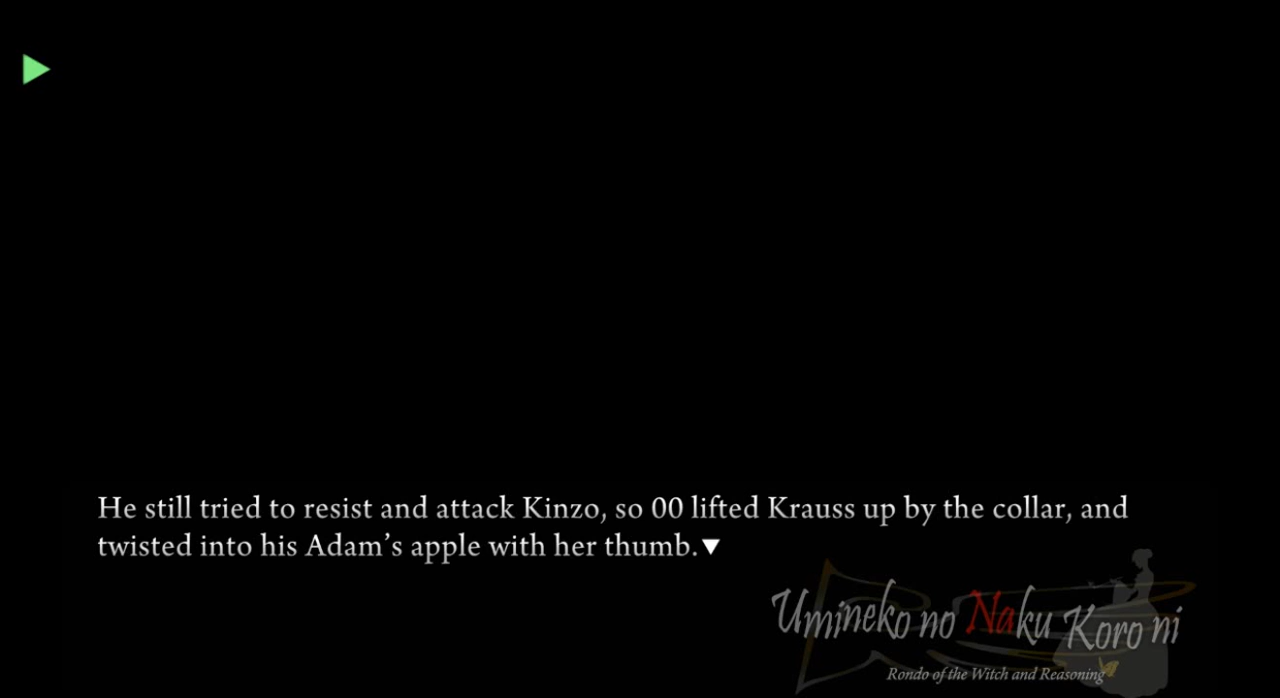 He still tried to resist and attack Kinzo, so 00 lifted Krauss up by the collar, and
twisted into his Adam’s apple with her thumb.
Umineko no Naku Koro ni
Rondo of the Witch and Reasoning